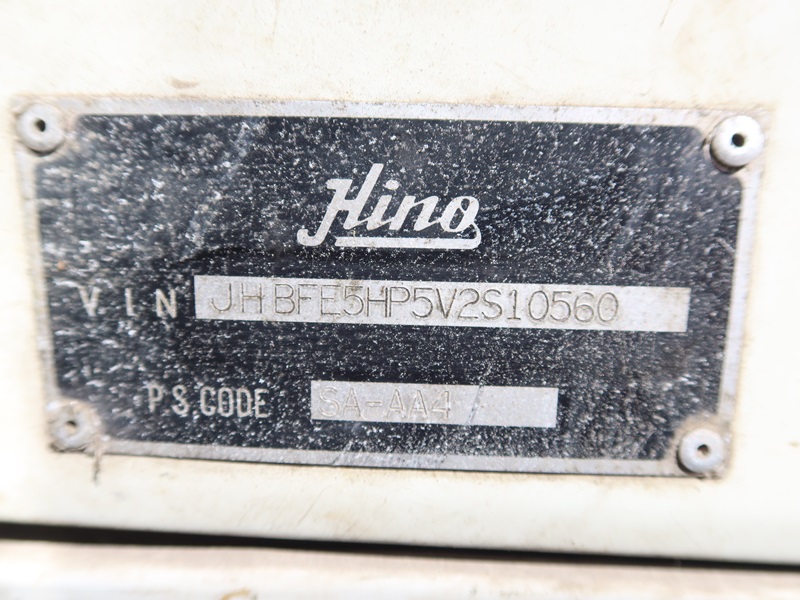 Hino
VIN JHBFE5HP5V2S10560
PS CODE SA-AA4